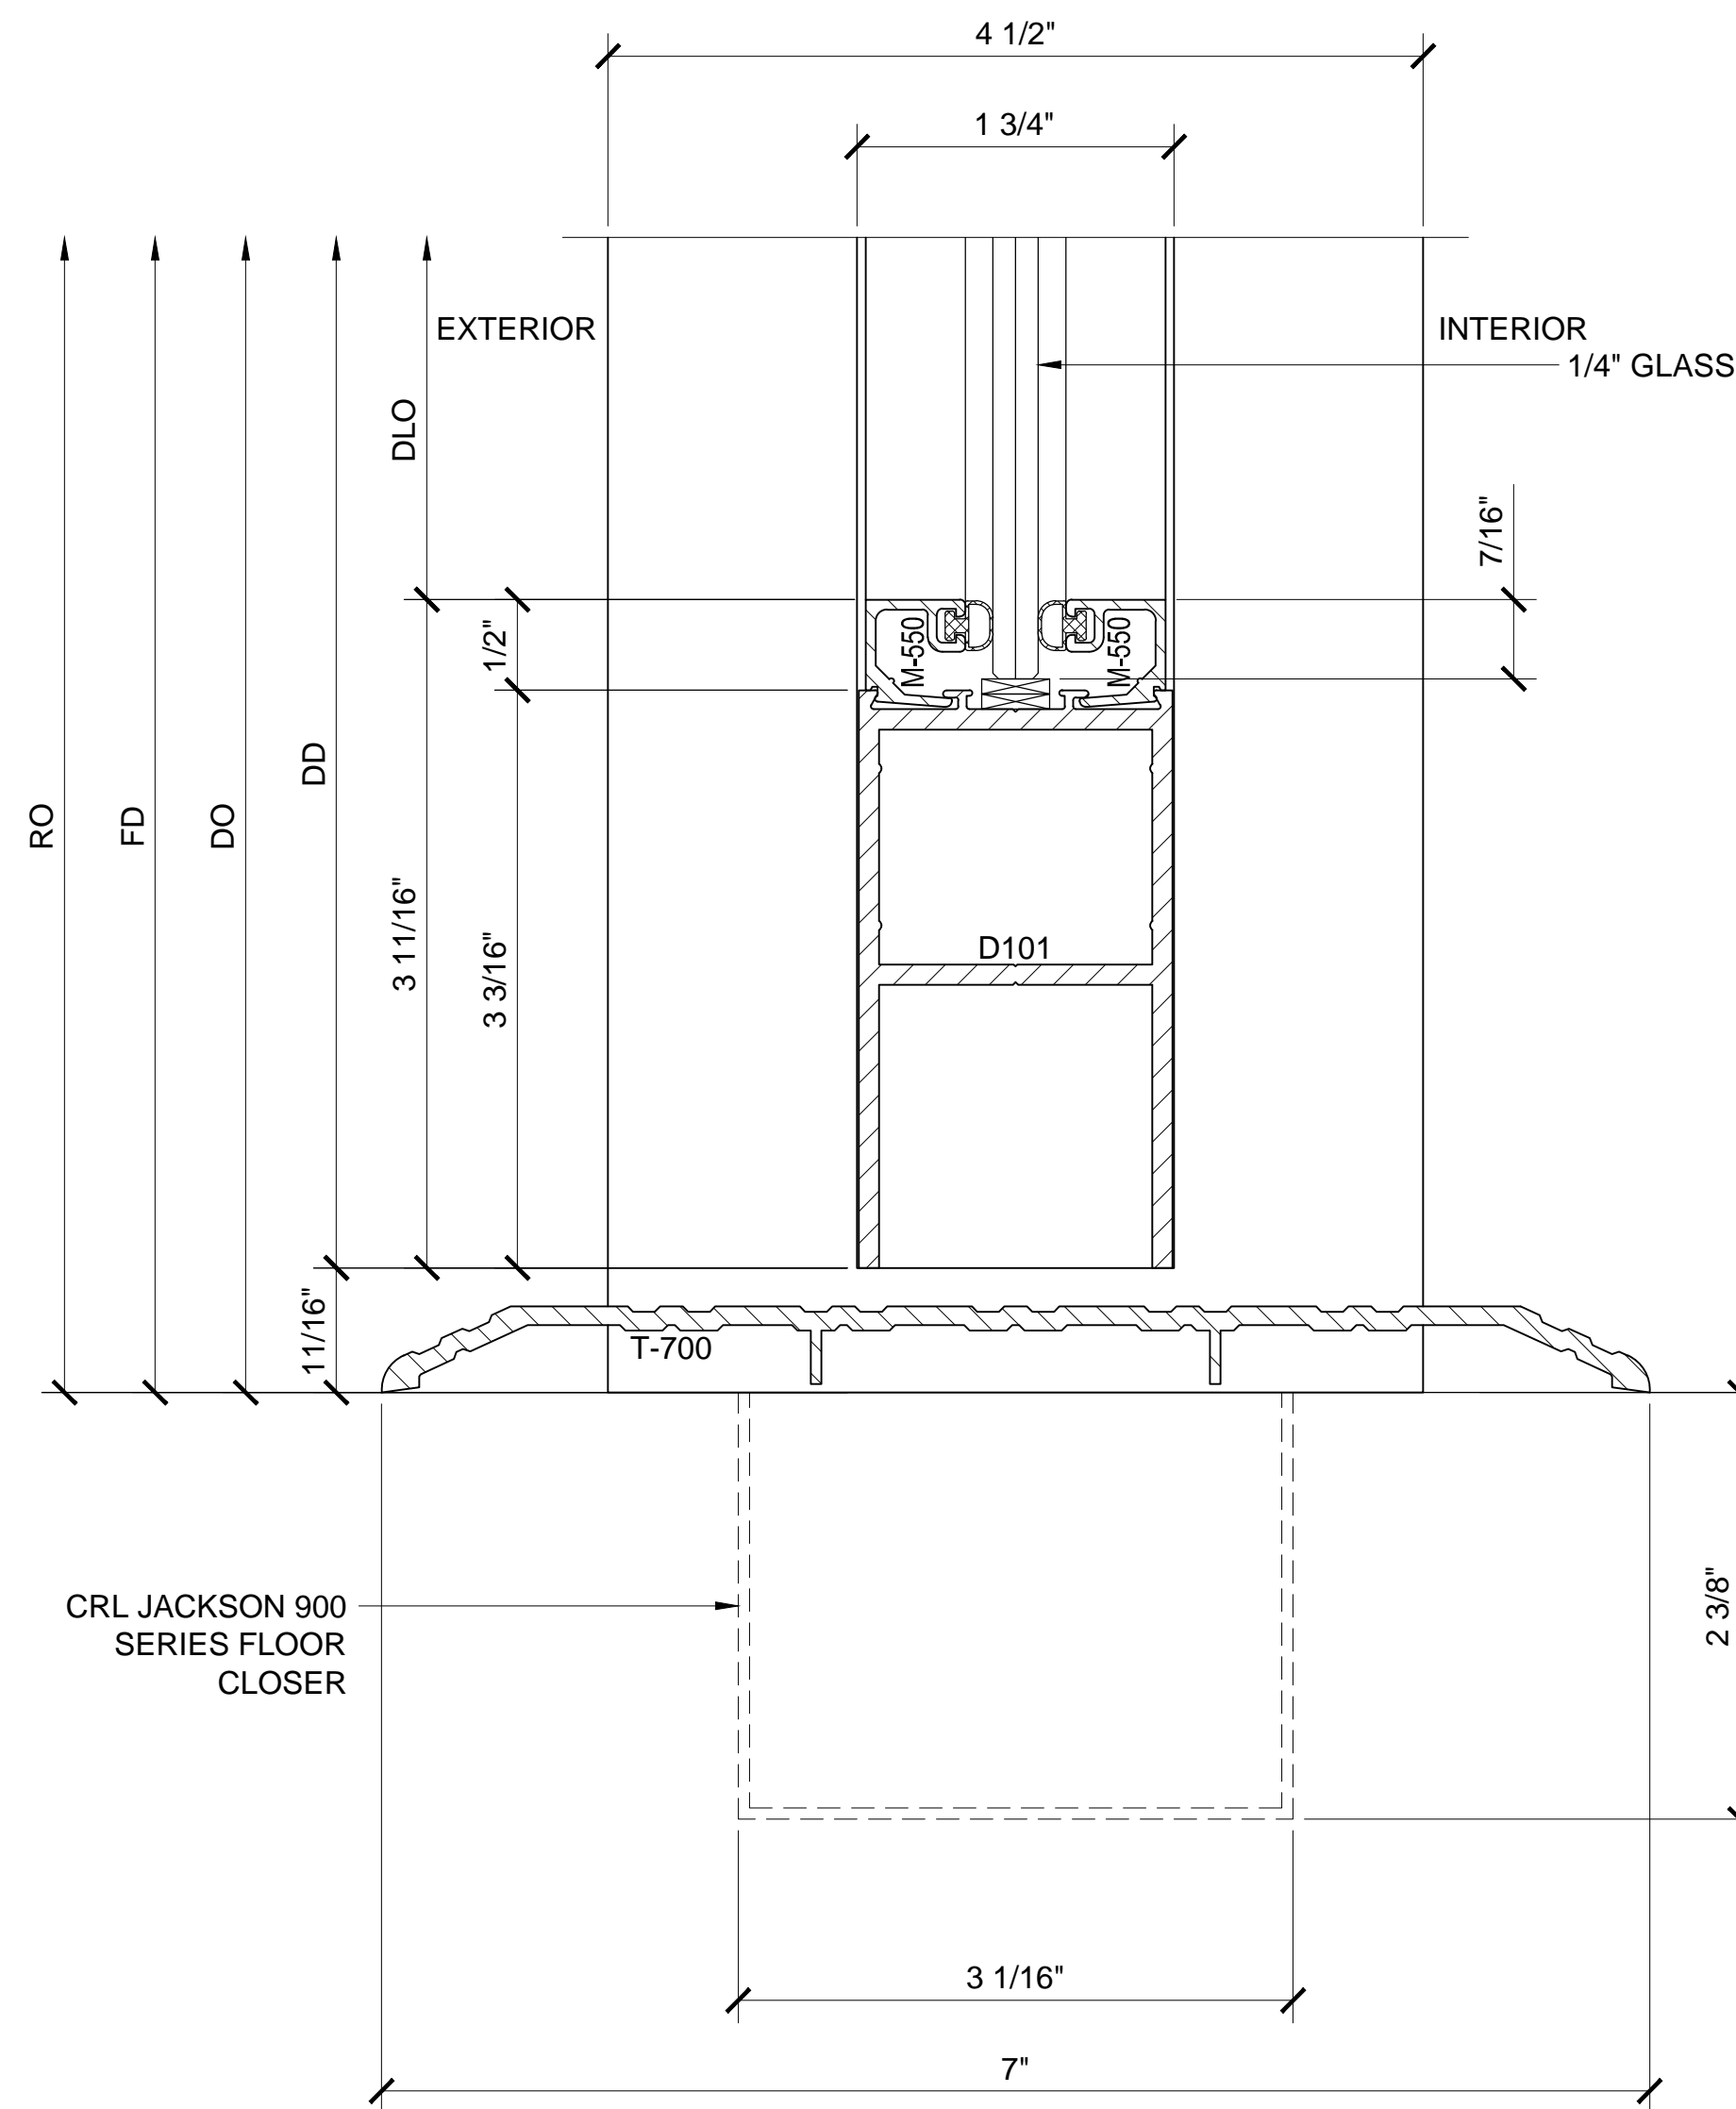 4 1/2"
1 3/4"
EXTERIOR
INTERIOR
1/4" GLASS
DLO
7/16"
1/2"
M-550
M-550
DD
RO
FD
DO
3 11/16"
3 3/16"
D101
11/16"
T-700
CRL JACKSON 900
SERIES FLOOR
CLOSER
2 3/8"
3 1/16"
7"